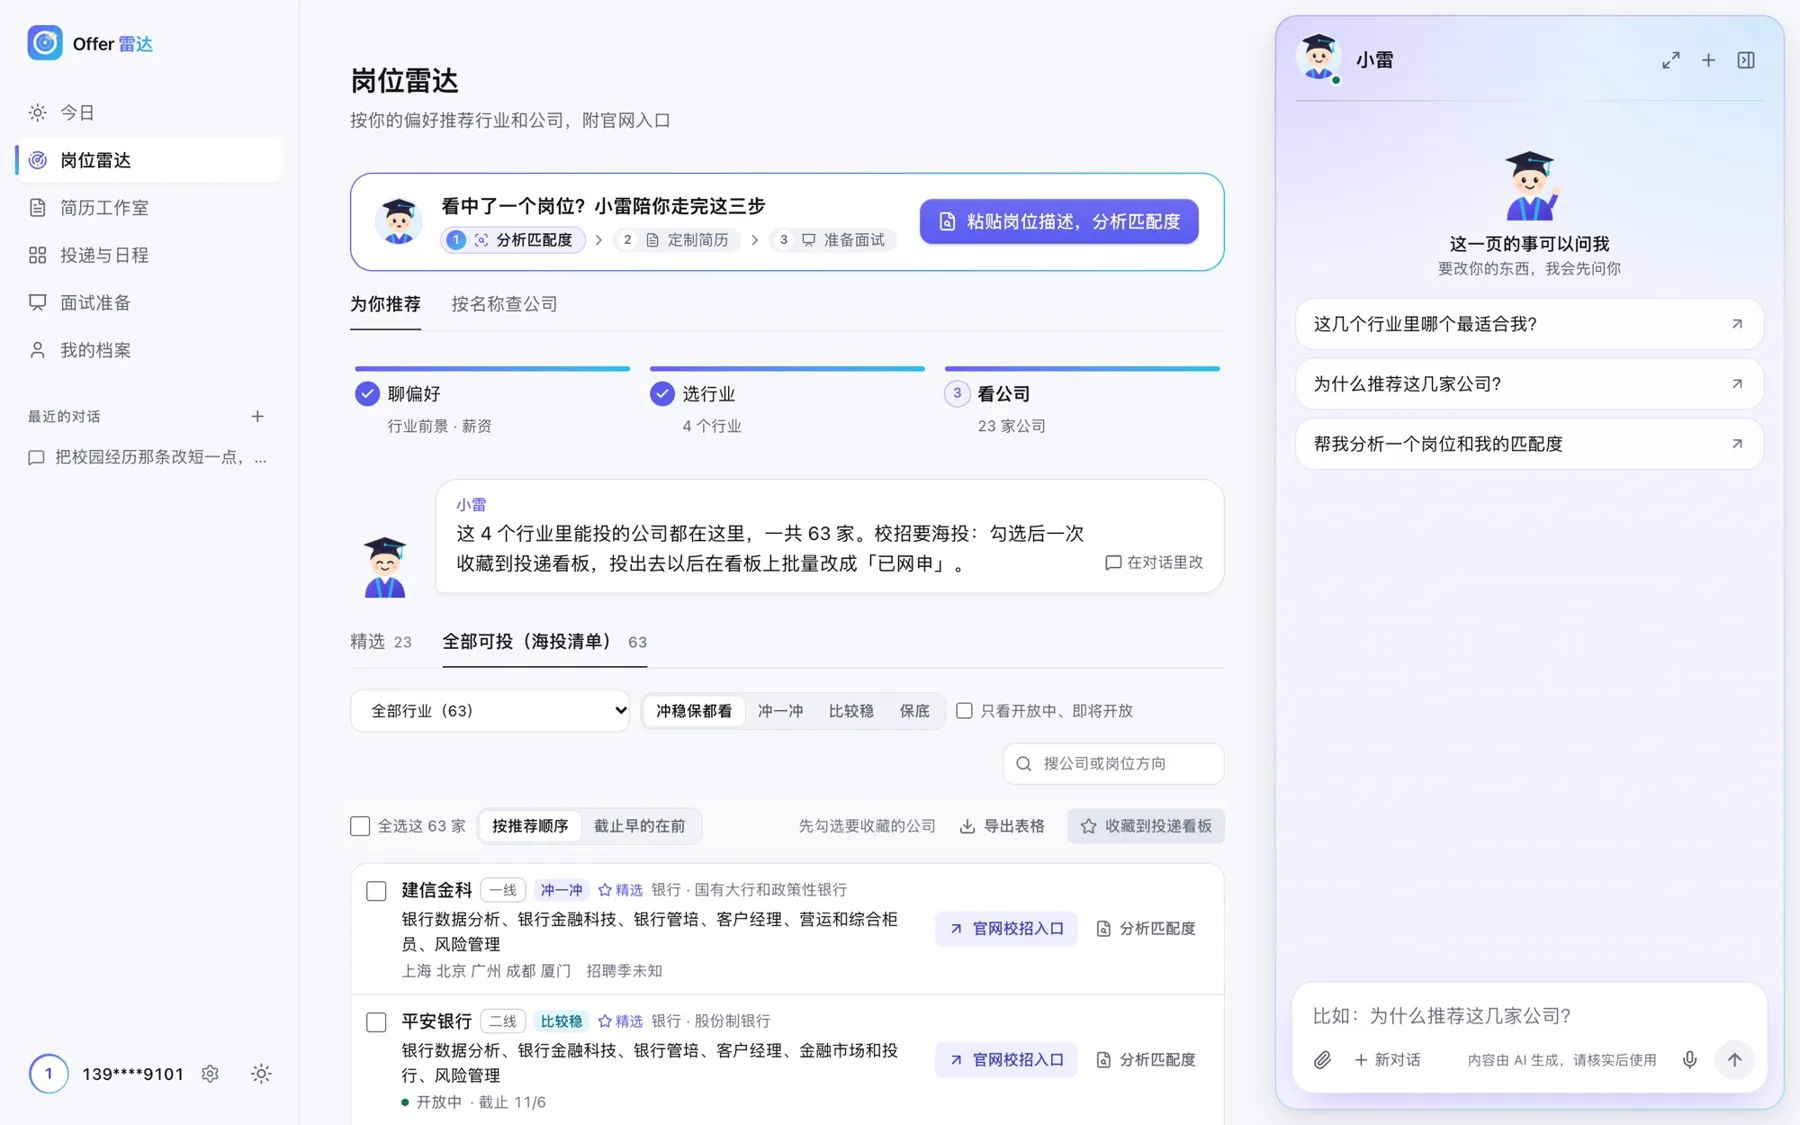 Offer 雷达
今日
岗位雷达
简历工作室
投递与日程
面试准备
我的档案
最近的对话
把校园经历那条改短一点，...
1
139****9101
岗位雷达
按你的偏好推荐行业和公司，附官网入口
看中了一个岗位？小雷陪你走完这三步
1 分析匹配度
2 定制简历
3 准备面试
粘贴岗位描述，分析匹配度
为你推荐
按名称查公司
聊偏好
行业前景 · 薪资
选行业
4 个行业
3 看公司
23 家公司
小雷
这 4 个行业里能投的公司都在这里，一共 63 家。校招要海投：勾选后一次
收藏到投递看板，投出去以后在看板上批量改成「已网申」。
在对话里改
精选 23
全部可投（海投清单） 63
全部行业（63）
冲稳保都看
冲一冲
比较稳
保底
只看开放中、即将开放
搜公司或岗位方向
全选这 63 家
按推荐顺序
截止早的在前
先勾选要收藏的公司
导出表格
收藏到投递看板
建信金科 一线 冲一冲 精选 银行 · 国有大行和政策性银行
银行数据分析、银行金融科技、银行管培、客户经理、营运和综合柜
员、风险管理
上海 北京 广州 成都 厦门 招聘季未知
官网校招入口
分析匹配度
平安银行 二线 比较稳 精选 银行 · 股份制银行
银行数据分析、银行金融科技、银行管培、客户经理、金融市场和投
行、风险管理
开放中 · 截止 11/6
官网校招入口
分析匹配度
小雷
这一页的事可以问我
要改你的东西，我会先问你
这几个行业里哪个最适合我？
为什么推荐这几家公司？
帮我分析一个岗位和我的匹配度
比如：为什么推荐这几家公司？
新对话
内容由 AI 生成，请核实后使用